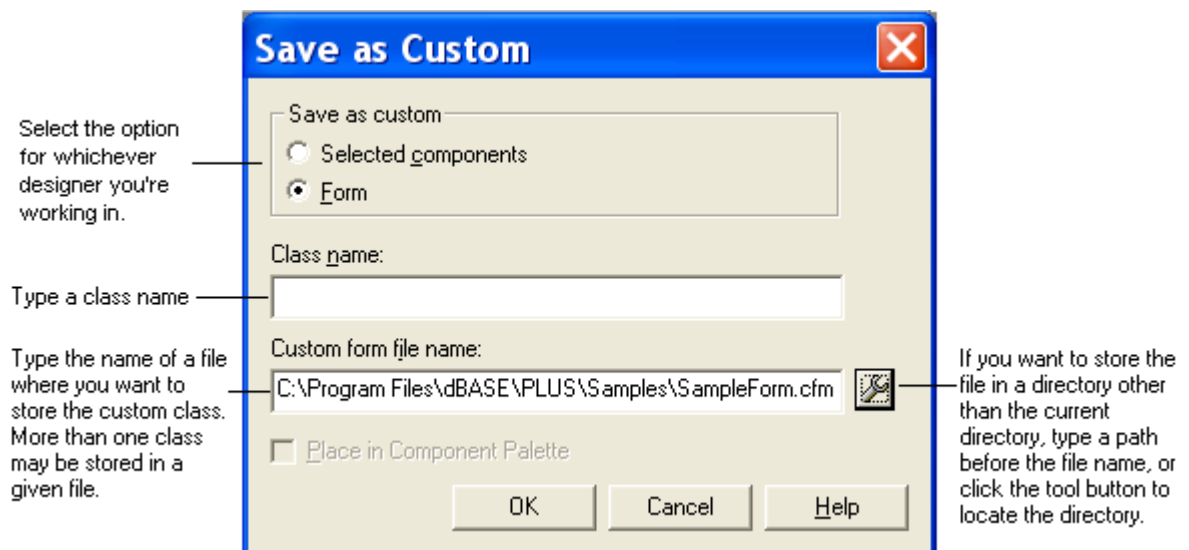 Save as Custom
Select the option
for whichever
designer you're
working in.
Save as custom
Selected components
Form
Class name:
Type a class name
Type the name of a file
where you want to
store the custom class.
More than one class
may be stored in a
given file.
Custom form file name:
C:\Program Files\dBASE\PLUS\Samples\SampleForm.cfm
If you want to store the
file in a directory other
than the current
directory, type a path
before the file name, or
click the tool button to
locate the directory.
Place in Component Palette
OK
Cancel
Help